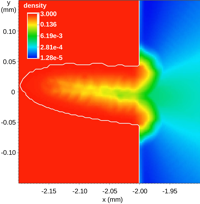 y
(mm)
density
3.000
0.136
6.19e-3
2.81e-4
1.28e-5
0.10
0.05
0
-0.05
-0.10
-2.15 -2.10 -2.05 -2.00 -1.95
x (mm)